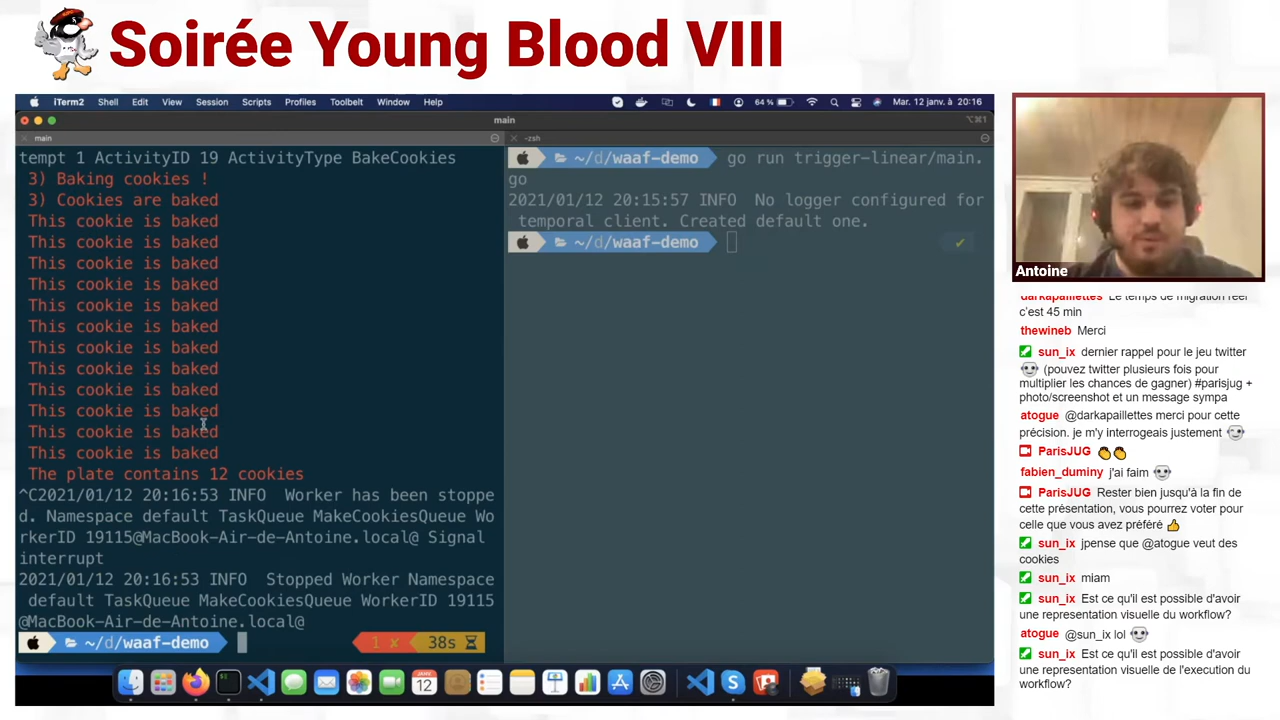 Soirée Young Blood VIII
iTerm2 Shell Edit View Session Scripts Profiles Toolbelt Window Help 64 % Mar. 12 janv. à 20:16
main ⌥⌘1
main
-zsh
tempt 1 ActivityID 19 ActivityType BakeCookies
3) Baking cookies !
3) Cookies are baked
This cookie is baked
This cookie is baked
This cookie is baked
This cookie is baked
This cookie is baked
This cookie is baked
This cookie is baked
This cookie is baked
This cookie is baked
This cookie is baked
This cookie is baked
This cookie is baked
The plate contains 12 cookies
^C2021/01/12 20:16:53 INFO Worker has been stoppe
d. Namespace default TaskQueue MakeCookiesQueue Wo
rkerID 19115@MacBook-Air-de-Antoine.local@ Signal
interrupt
2021/01/12 20:16:53 INFO Stopped Worker Namespace
default TaskQueue MakeCookiesQueue WorkerID 19115
@MacBook-Air-de-Antoine.local@
~/d/waaf-demo 1 ✘ 38s
~/d/waaf-demo go run trigger-linear/main.
go
2021/01/12 20:15:57 INFO No logger configured for
temporal client. Created default one.
~/d/waaf-demo ✔
12
Antoine
darkapaillettes Le temps de migration réel
c'est 45 min
thewineb Merci
sun_ix dernier rappel pour le jeu twitter
(pouvez twitter plusieurs fois pour
multiplier les chances de gagner) #parisjug +
photo/screenshot et un message sympa
atogue @darkapaillettes merci pour cette
précision. je m'y interrogeais justement
ParisJUG 👏👏
fabien_duminy j'ai faim
ParisJUG Rester bien jusqu'à la fin de
cette présentation, vous pourrez voter pour
celle que vous avez préféré 👍
sun_ix jpense que @atogue veut des
cookies
sun_ix miam
sun_ix Est ce qu'il est possible d'avoir
une representation visuelle du workflow?
atogue @sun_ix lol
sun_ix Est ce qu'il est possible d'avoir
une representation visuelle de l'execution du
workflow?